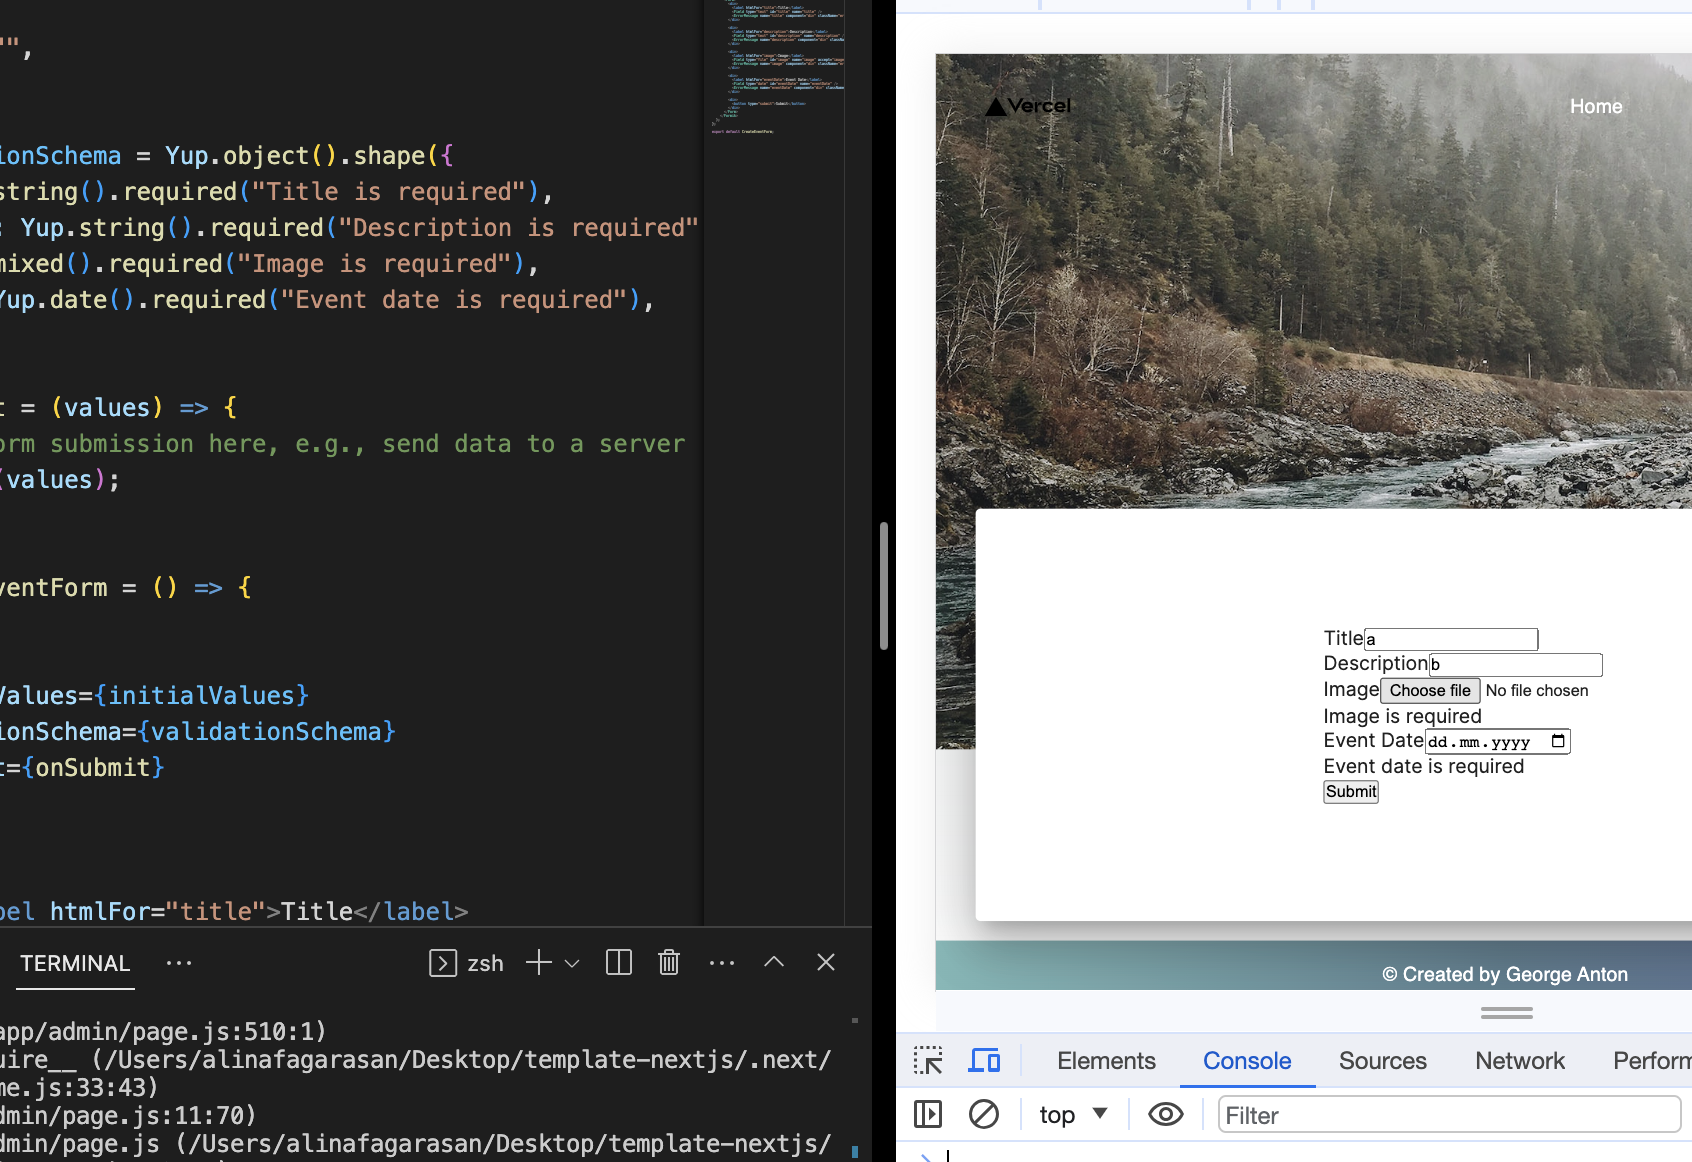 "",
ionSchema = Yup.object().shape({
string().required("Title is required"),
: Yup.string().required("Description is required"
mixed().required("Image is required"),
Yup.date().required("Event date is required"),
t = (values) => {
orm submission here, e.g., send data to a server
(values);
ventForm = () => {
Values={initialValues}
ionSchema={validationSchema}
t={onSubmit}
bel htmlFor="title">Title</label>
TERMINAL
zsh
app/admin/page.js:510:1)
uire__ (/Users/alinafagarasan/Desktop/template-nextjs/.next/
me.js:33:43)
dmin/page.js:11:70)
dmin/page.js (/Users/alinafagarasan/Desktop/template-nextjs/
Vercel
Home
Title a
Description b
Image Choose file No file chosen
Image is required
Event Date dd.mm.yyyy
Event date is required
Submit
© Created by George Anton
Elements Console Sources Network Perform
top Filter